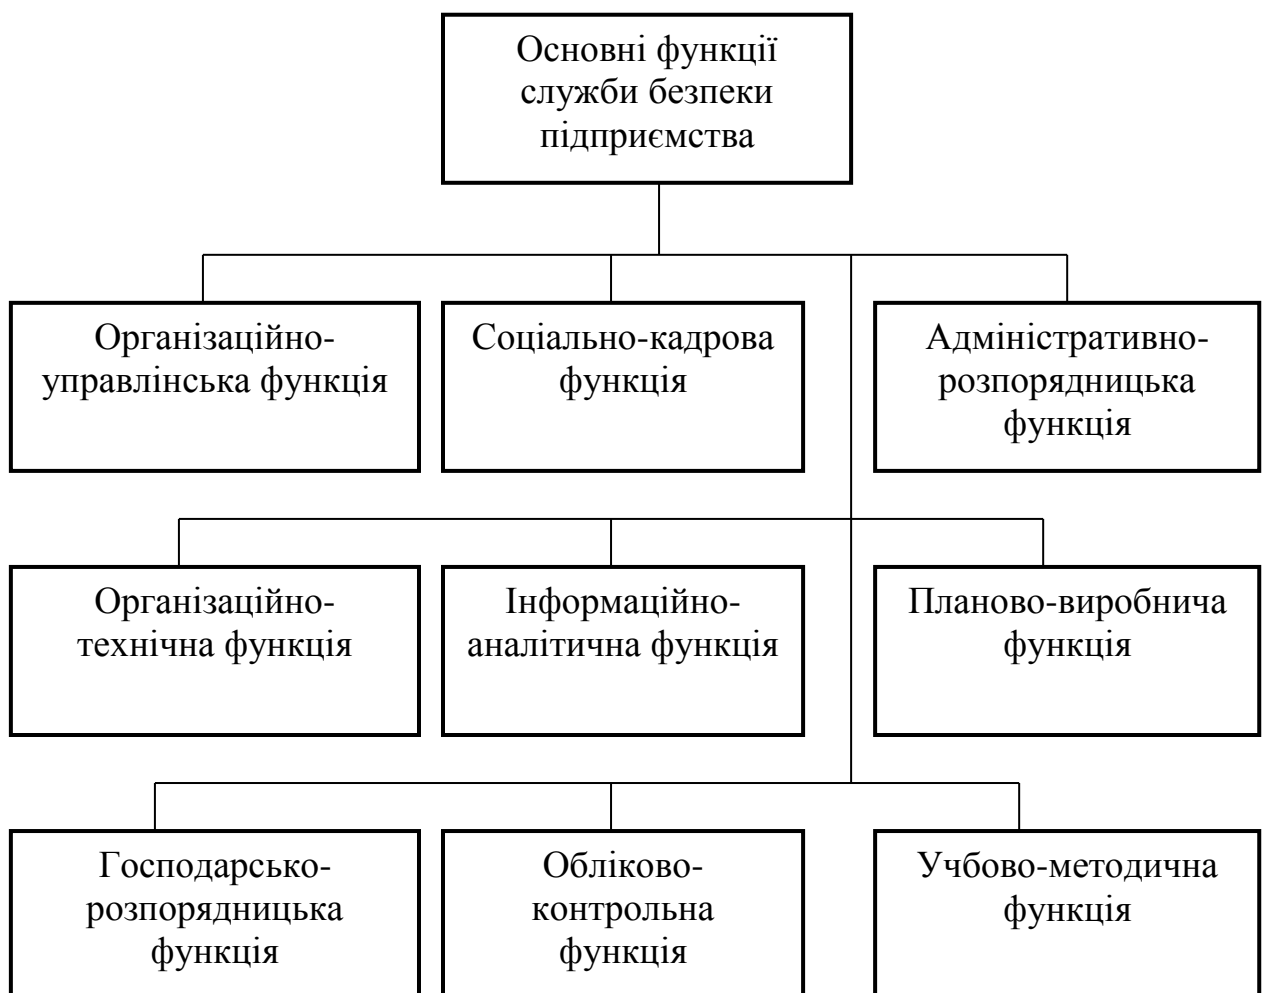 Основні функції
служби безпеки
підприємства
Організаційно-
управлінська функція
Соціально-кадрова
функція
Адміністративно-
розпорядницька
функція
Організаційно-
технічна функція
Інформаційно-
аналітична функція
Планово-виробнича
функція
Господарсько-
розпорядницька
функція
Обліково-
контрольна
функція
Учбово-методична
функція